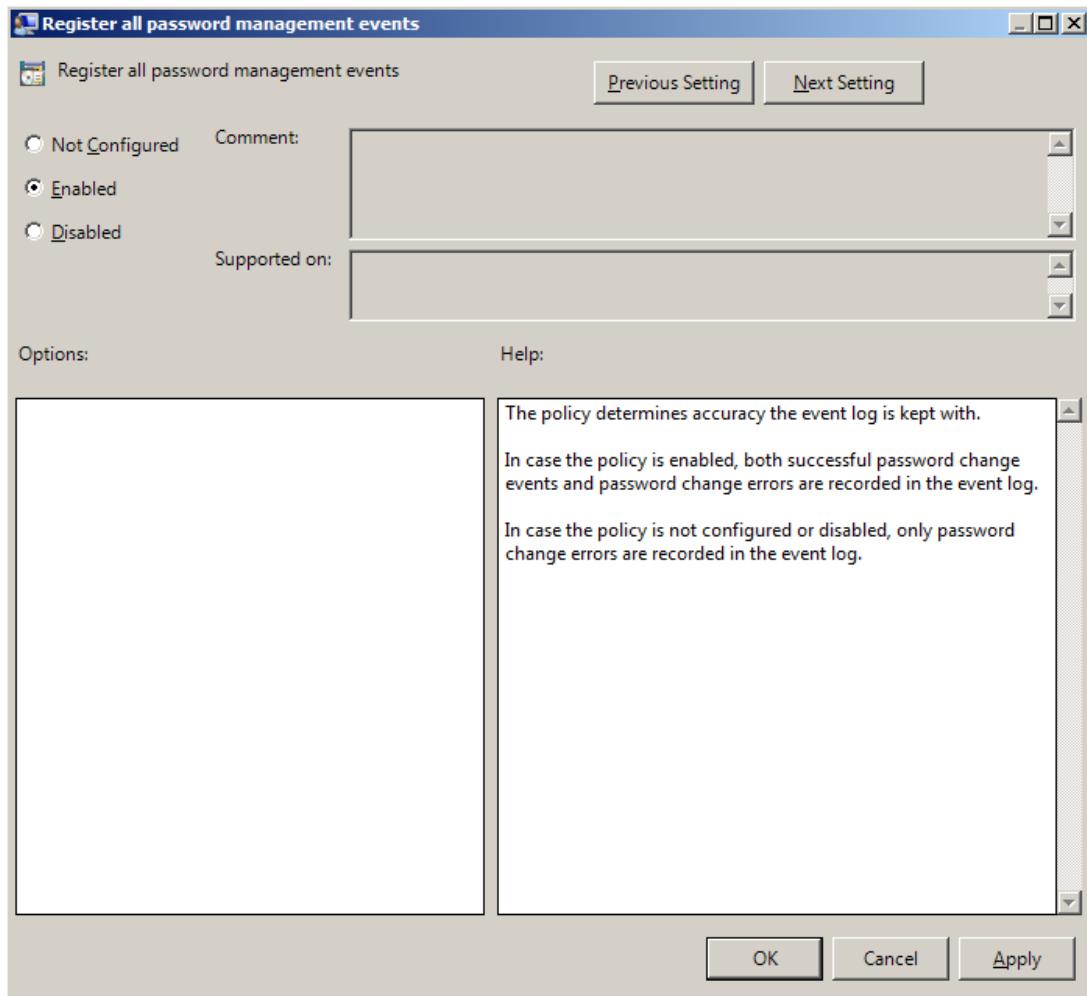 Register all password management events
Register all password management events
Previous Setting
Next Setting
Not Configured
Comment:
Enabled
Disabled
Supported on:
Options:
Help:
The policy determines accuracy the event log is kept with.
In case the policy is enabled, both successful password change
events and password change errors are recorded in the event log.
In case the policy is not configured or disabled, only password
change errors are recorded in the event log.
OK
Cancel
Apply